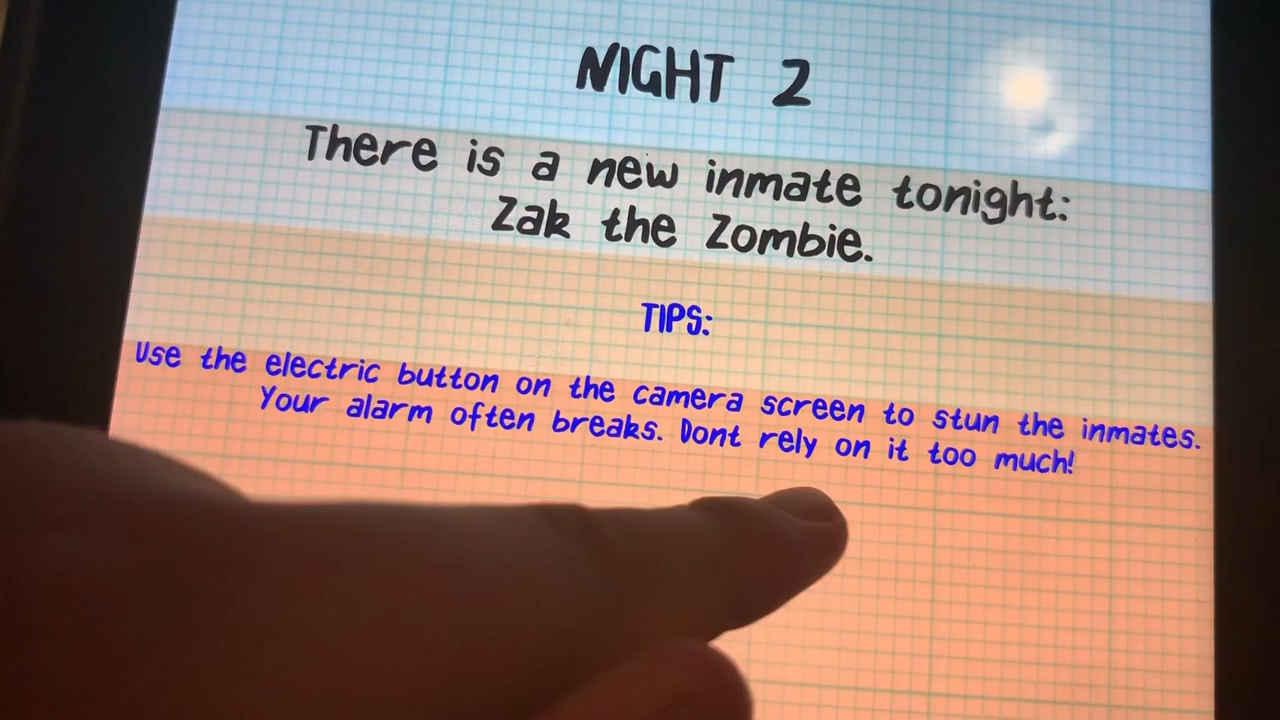 NIGHT 2
There is a new inmate tonight:
Zak the Zombie.
TIPS:
Use the electric button on the camera screen to stun the inmates.
Your alarm often breaks. Dont rely on it too much!